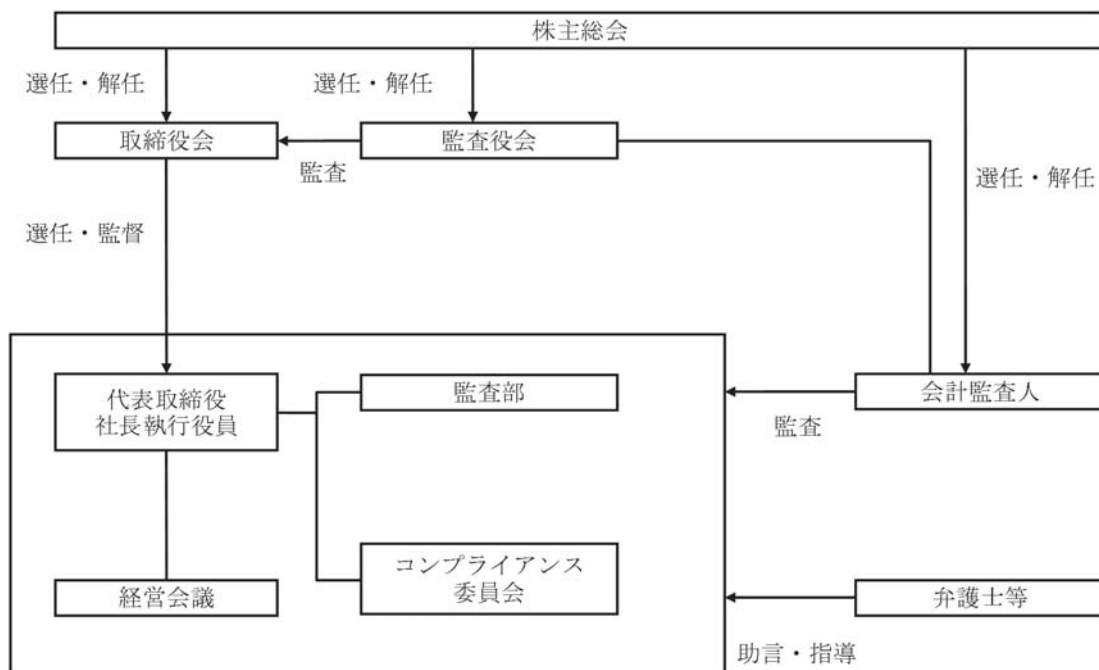 株主総会
選任・解任
選任・解任
取締役会
監査役会
監査
選任・解任
選任・監督
代表取締役
社長執行役員
監査部
会計監査人
監査
コンプライアンス
委員会
経営会議
弁護士等
助言・指導